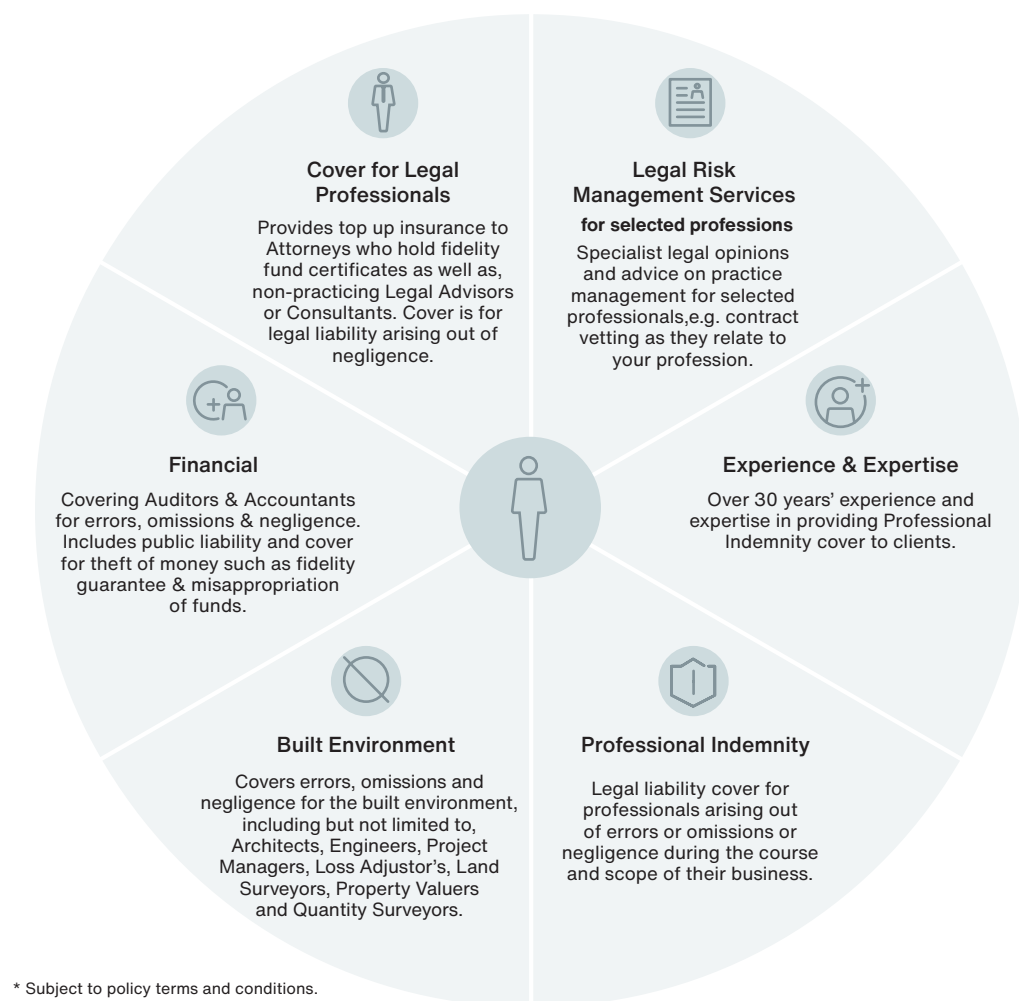 Cover for Legal
Professionals
Provides top up insurance to
Attorneys who hold fidelity
fund certificates as well as,
non-practicing Legal Advisors
or Consultants. Cover is for
legal liability arising out of
negligence.
Legal Risk
Management Services
for selected professions
Specialist legal opinions
and advice on practice
management for selected
professionals,e.g. contract
vetting as they relate to
your profession.
Financial
Covering Auditors & Accountants
for errors, omissions & negligence.
Includes public liability and cover
for theft of money such as fidelity
guarantee & misappropriation
of funds.
Experience & Expertise
Over 30 years’ experience and
expertise in providing Professional
Indemnity cover to clients.
Built Environment
Covers errors, omissions and
negligence for the built environment,
including but not limited to,
Architects, Engineers, Project
Managers, Loss Adjustor’s, Land
Surveyors, Property Valuers
and Quantity Surveyors.
Professional Indemnity
Legal liability cover for
professionals arising out
of errors or omissions or
negligence during the course
and scope of their business.
* Subject to policy terms and conditions.